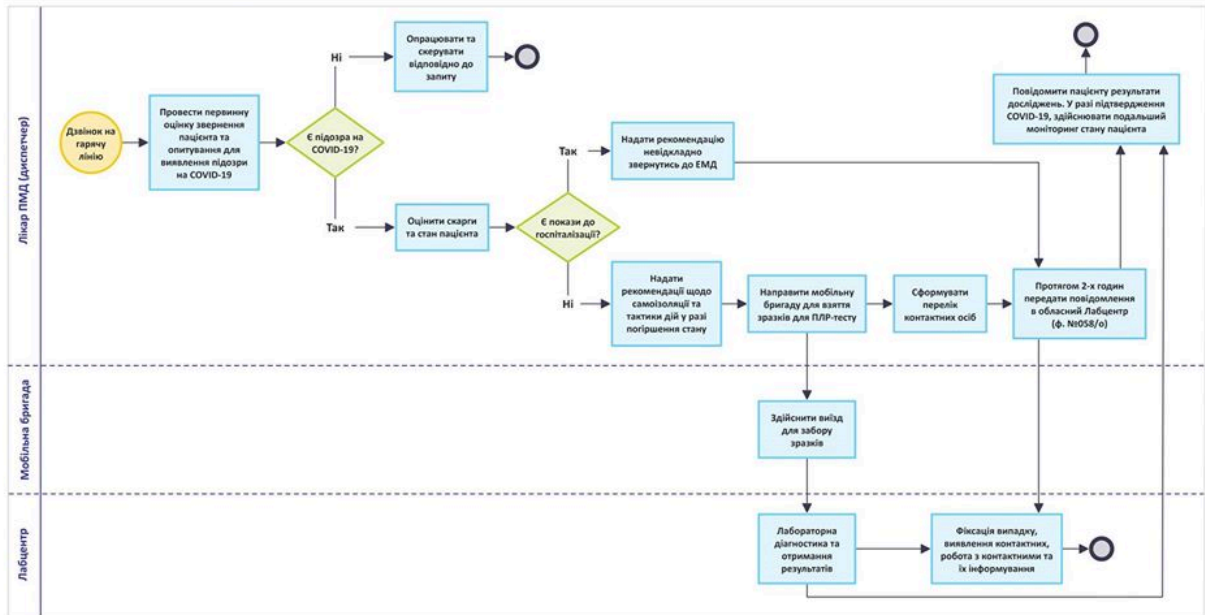 Лікар ПМД (диспетчер)
Дзвінок на
гарячу
лінію
Провести первинну
оцінку звернення
пацієнта та
опитування для
виявлення підозри
на COVID-19
Є підозра на
COVID-19?
Ні
Опрацювати та
скерувати
відповідно до
запиту
Так
Оцінити скарги
та стан пацієнта
Є покази до
госпіталізації?
Так
Надати рекомендацію
невідкладно
звернутись до ЕМД
Ні
Надати
рекомендації щодо
самоізоляції та
тактики дій у разі
погіршення стану
Направити мобільну
бригаду для взяття
зразків для ПЛР-тесту
Сформувати
перелік
контактних осіб
Протягом 2-х годин
передати повідомлення
в обласний Лабцентр
(ф. №058/о)
Повідомити пацієнту результати
досліджень. У разі підтвердження
COVID-19, здійснювати подальший
моніторинг стану пацієнта
Мобільна бригада
Здійснити виїзд
для забору
зразків
Лабцентр
Лабораторна
діагностика та
отримання
результатів
Фіксація випадку,
виявлення контактних,
робота з контактними та
їх інформування